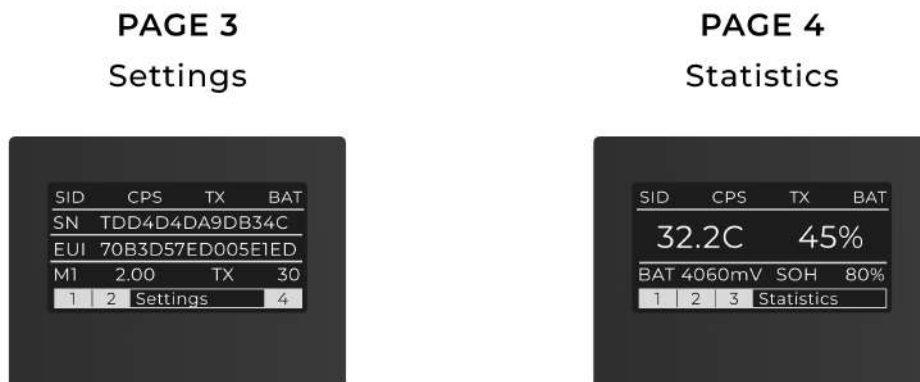 PAGE 3
Settings
SID CPS TX BAT
SN TDD4D4DA9DB34C
EUI 70B3D57ED005E1ED
M1 2.00 TX 30
1 2 Settings 4
PAGE 4
Statistics
SID CPS TX BAT
32.2C 45%
BAT 4060mV SOH 80%
1 2 3 Statistics